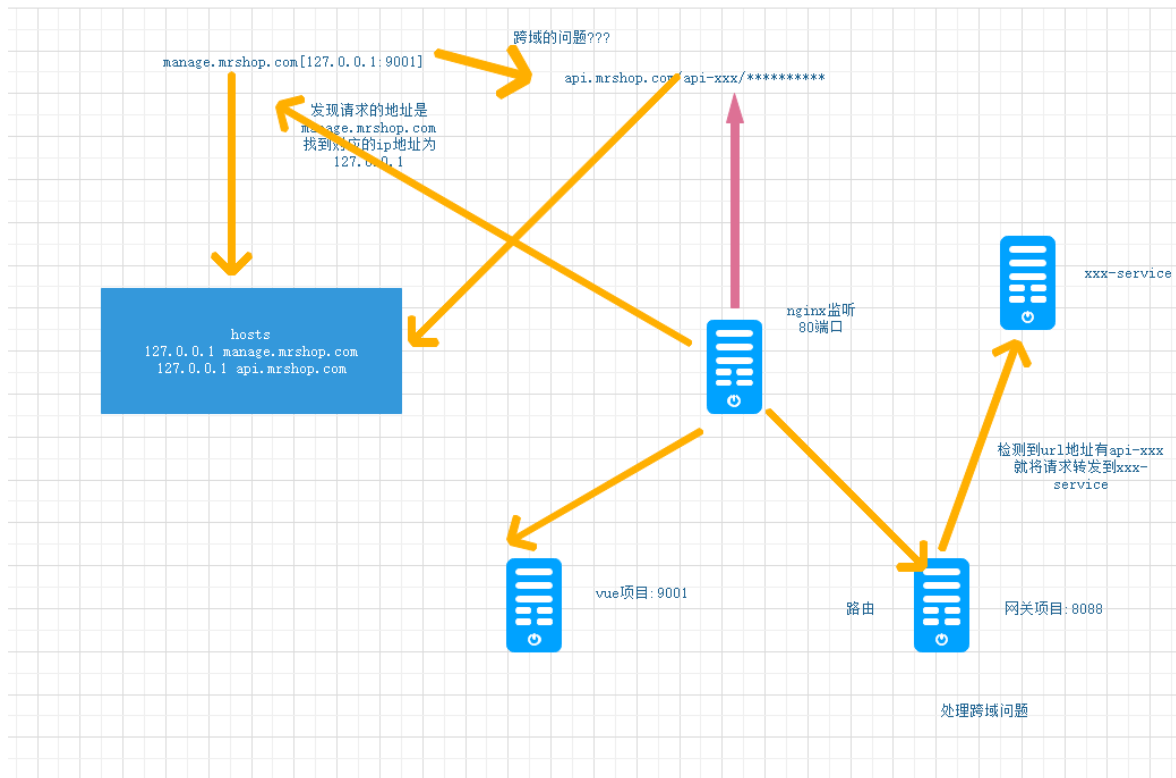 跨域的问题???
manage.mrshop.com[127.0.0.1:9001]
api.mrshop.com/api-xxx/**********
发现请求的地址是
manage.mrshop.com
找到对应的ip地址为
127.0.0.1
xxx-service
nginx监听
80端口
hosts
127.0.0.1 manage.mrshop.com
127.0.0.1 api.mrshop.com
检测到url地址有api-xxx
就将请求转发到xxx-
service
vue项目:9001
路由
网关项目:8088
处理跨域问题